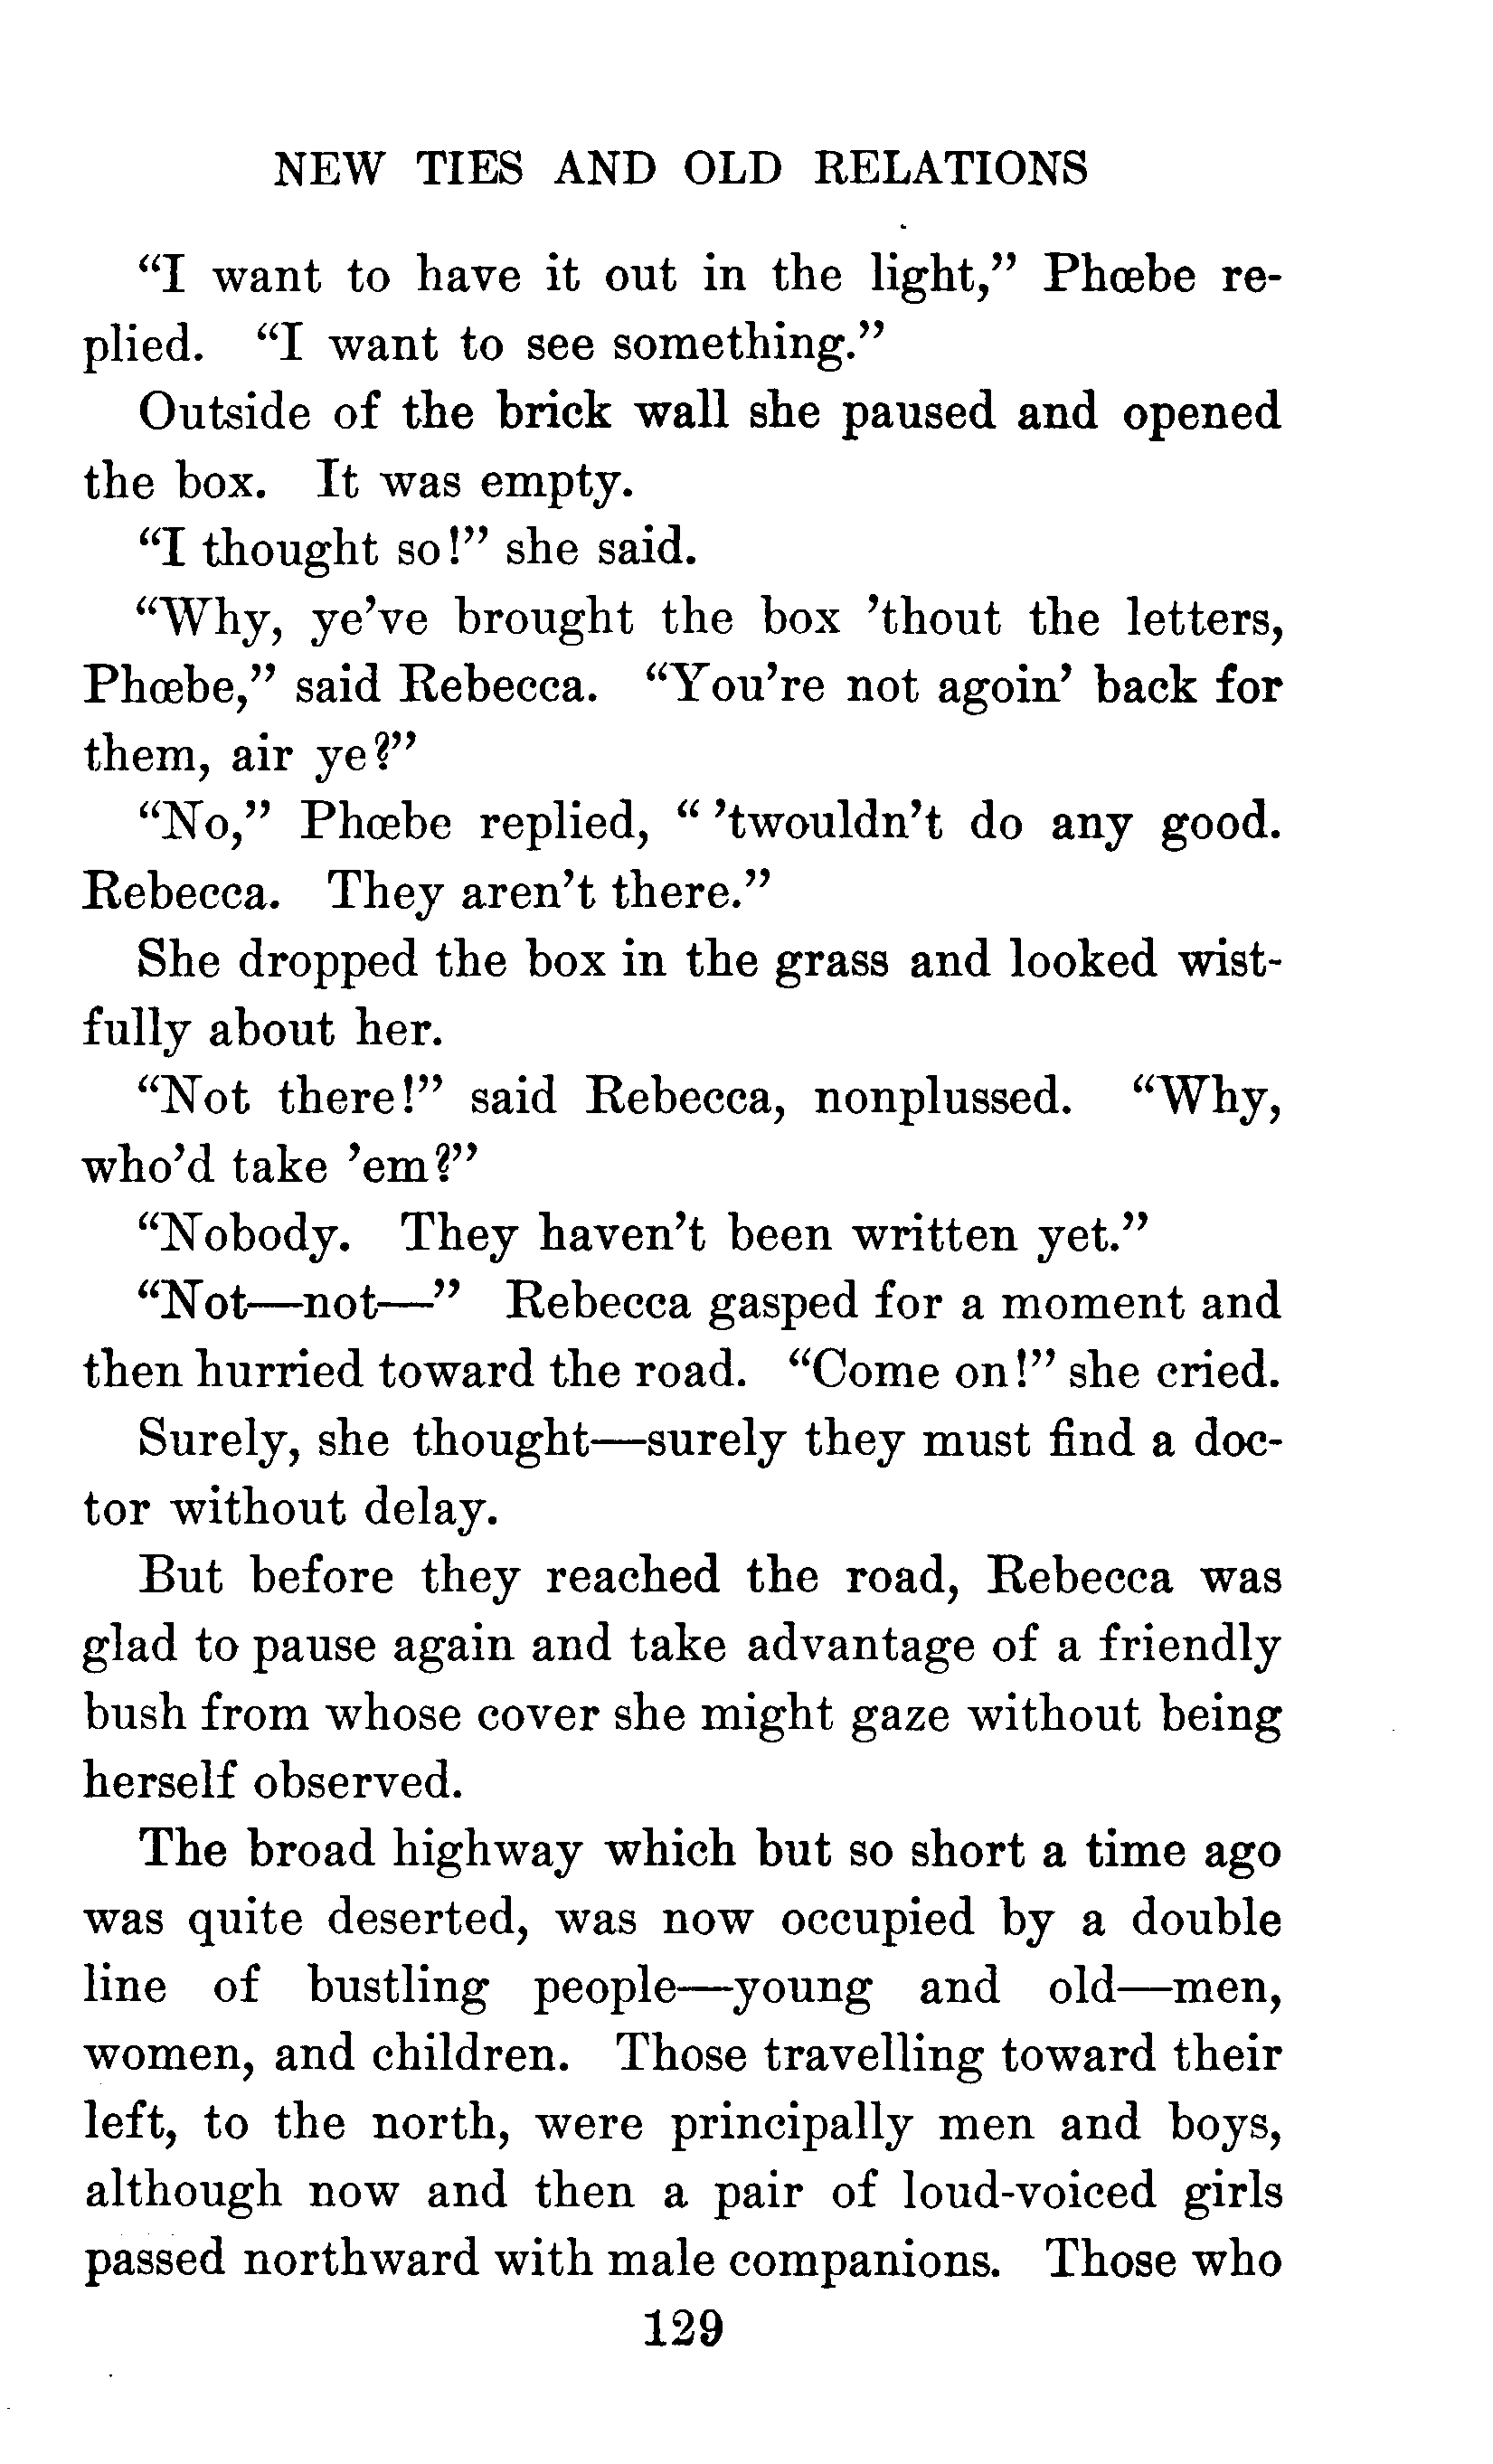 NEW TIES AND OLD RELATIONS
“I want to have it out in the light,” Phœbe re-
plied. “I want to see something.”
Outside of the brick wall she paused and opened
the box. It was empty.
“I thought so!” she said.
“Why, ye’ve brought the box ’thout the letters,
Phœbe,” said Rebecca. “You’re not agoin’ back for
them, air ye?”
“No,” Phœbe replied, “ ’twouldn’t do any good.
Rebecca. They aren’t there.”
She dropped the box in the grass and looked wist-
fully about her.
“Not there!” said Rebecca, nonplussed. “Why,
who’d take ’em?”
“Nobody. They haven’t been written yet.”
“Not—not—” Rebecca gasped for a moment and
then hurried toward the road. “Come on!” she cried.
Surely, she thought—surely they must find a doc-
tor without delay.
But before they reached the road, Rebecca was
glad to pause again and take advantage of a friendly
bush from whose cover she might gaze without being
herself observed.
The broad highway which but so short a time ago
was quite deserted, was now occupied by a double
line of bustling people—young and old—men,
women, and children. Those travelling toward their
left, to the north, were principally men and boys,
although now and then a pair of loud-voiced girls
passed northward with male companions. Those who
129